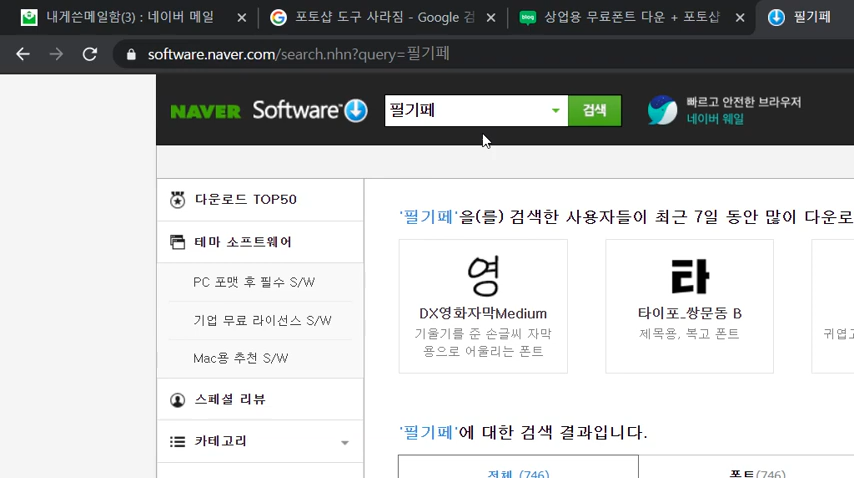 내게쓴메일함(3) : 네이버 메일
포토샵 도구 사라짐 - Google 검
blog
상업용 무료폰트 다운 + 포토샵
필기페
software.naver.com/search.nhn?query=필기페
NAVER Software
필기페
검색
빠르고 안전한 브라우저
네이버 웨일
다운로드 TOP50
테마 소프트웨어
PC 포맷 후 필수 S/W
기업 무료 라이선스 S/W
Mac용 추천 S/W
스페셜 리뷰
카테고리
'필기페'을(를) 검색한 사용자들이 최근 7일 동안 많이 다운로
영
DX영화자막Medium
기울기를 준 손글씨 자막
용으로 어울리는 폰트
타
타이포_쌍문동 B
제목용, 복고 폰트
귀엽고
'필기페'에 대한 검색 결과입니다.
전체 (746)
폰트(746)